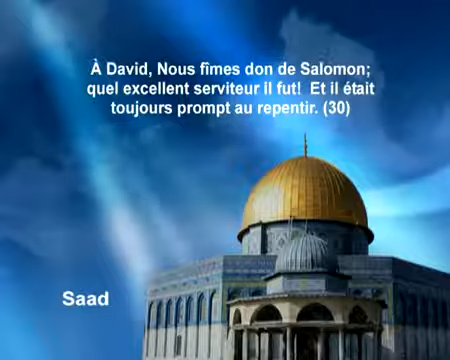 À David, Nous fîmes don de Salomon;
quel excellent serviteur il fut!  Et il était
toujours prompt au repentir. (30)
Saad